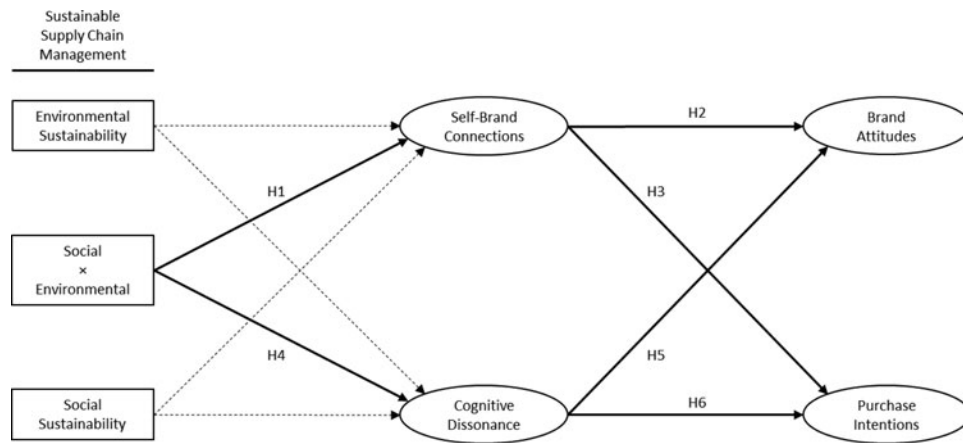 Sustainable
Supply Chain
Management
Environmental
Sustainability
Self-Brand
Connections
H2
Brand
Attitudes
H1
H3
Social
×
Environmental
H4
H5
Social
Sustainability
Cognitive
Dissonance
H6
Purchase
Intentions